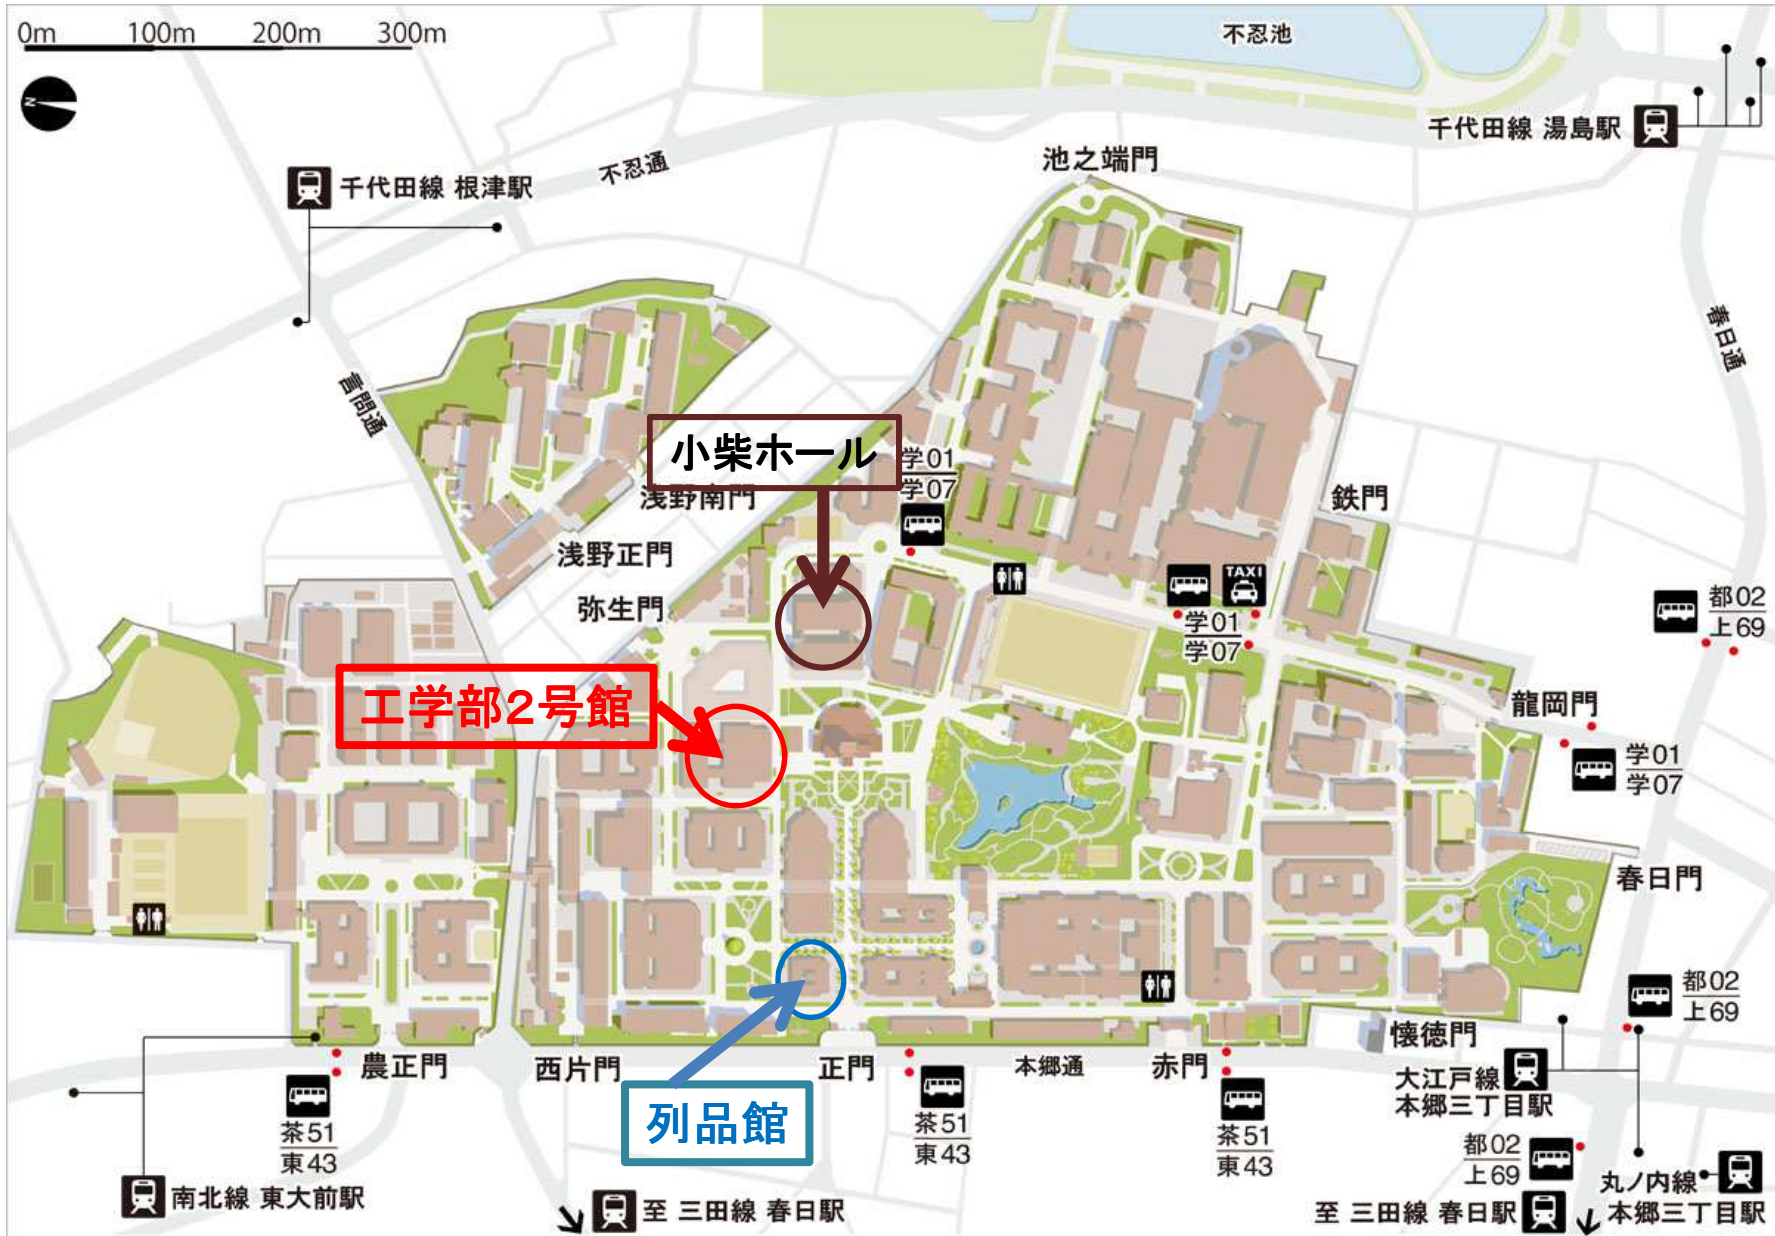 0m 100m 200m 300m
N
不忍池
千代田線 湯島駅
池之端門
不忍通
千代田線 根津駅
春日通
言問通
小柴ホール
学01
学07
浅野南門
鉄門
浅野正門
弥生門
TAXI
学01
学07
都02
上69
工学部2号館
龍岡門
学01
学07
春日門
都02
上69
懐徳門
農正門
西片門
正門
本郷通
赤門
大江戸線
本郷三丁目駅
列品館
茶51
東43
茶51
東43
茶51
東43
都02
上69
南北線 東大前駅
至 三田線 春日駅
至 三田線 春日駅
丸ノ内線
本郷三丁目駅